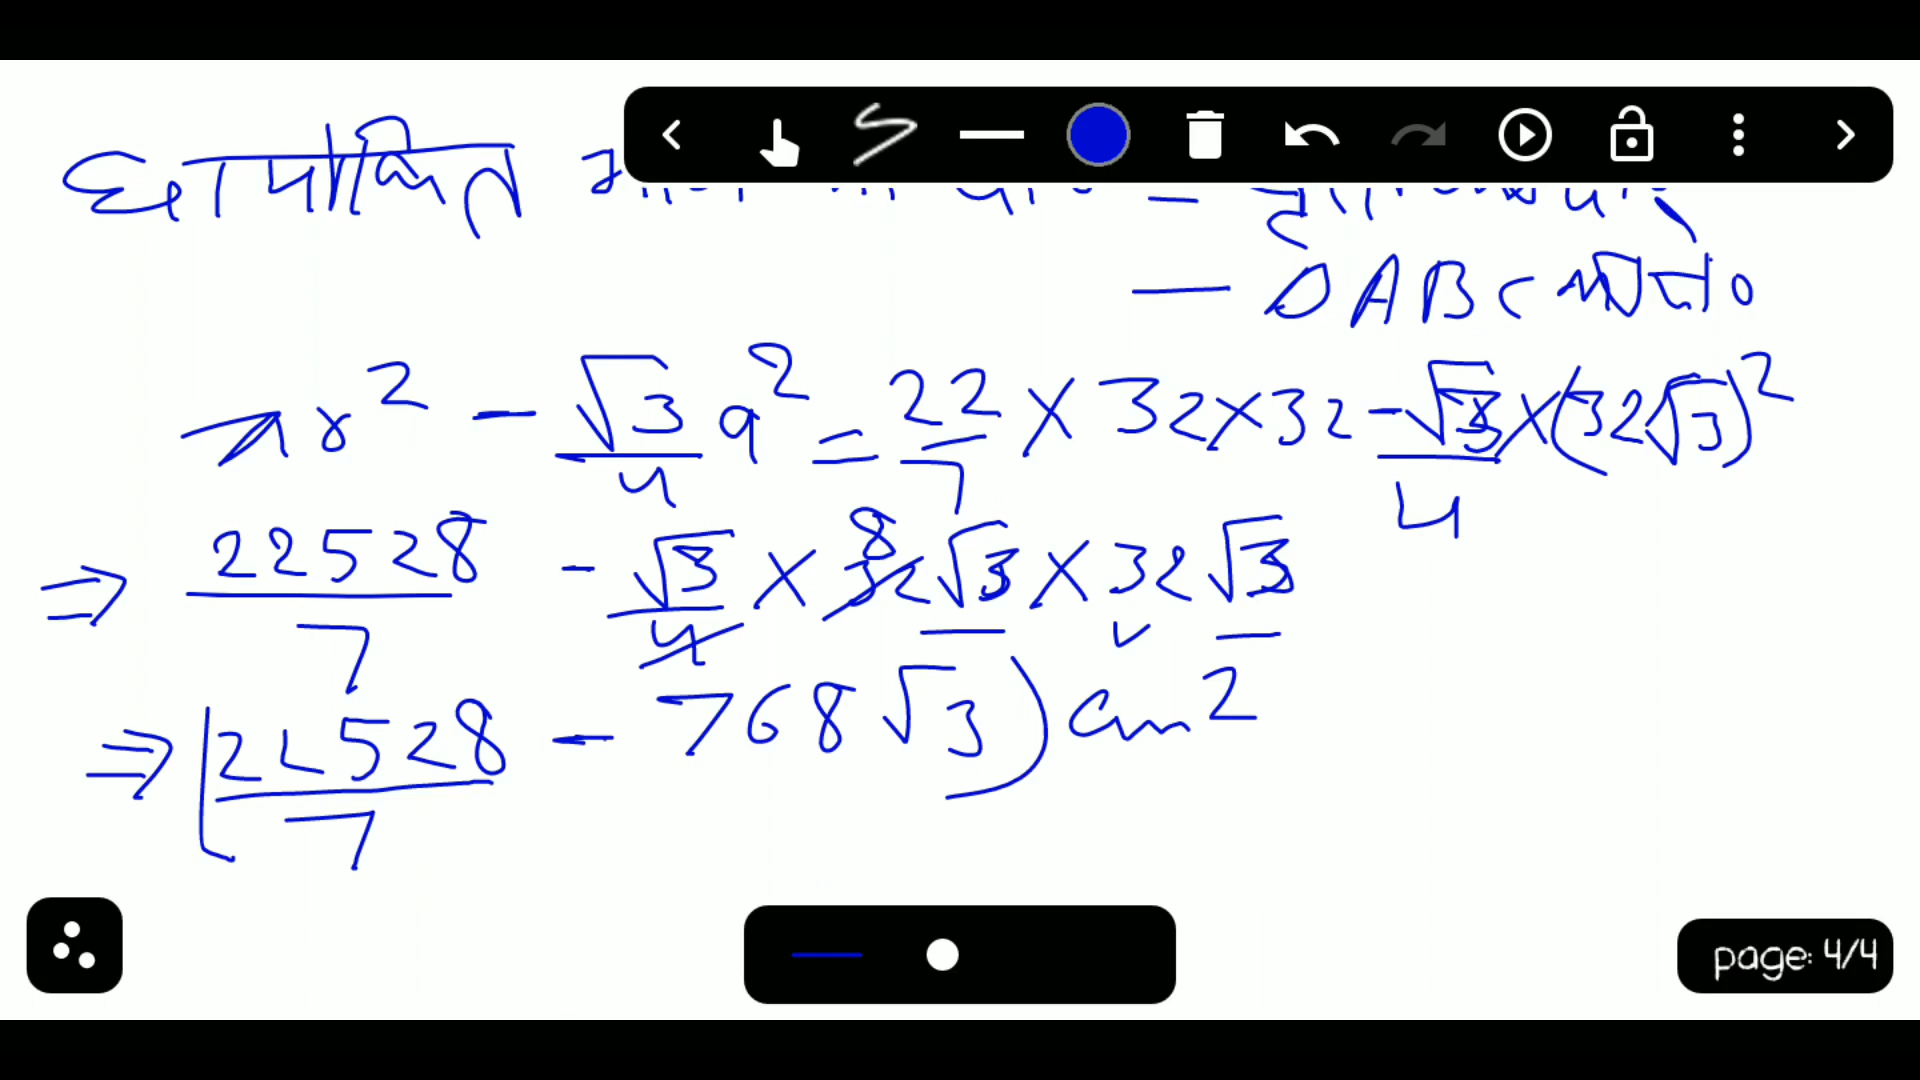 छायांकित
- ΔABC का क्षे०
πr² - √3/4 a² = 22/7 × 32 × 32 - √3/4 × (32√3)²
⇒ 22528/7 - √3/4 × 32 8 √3 × 32√3
⇒ (22528/7 - 768√3) cm²
page: 4/4